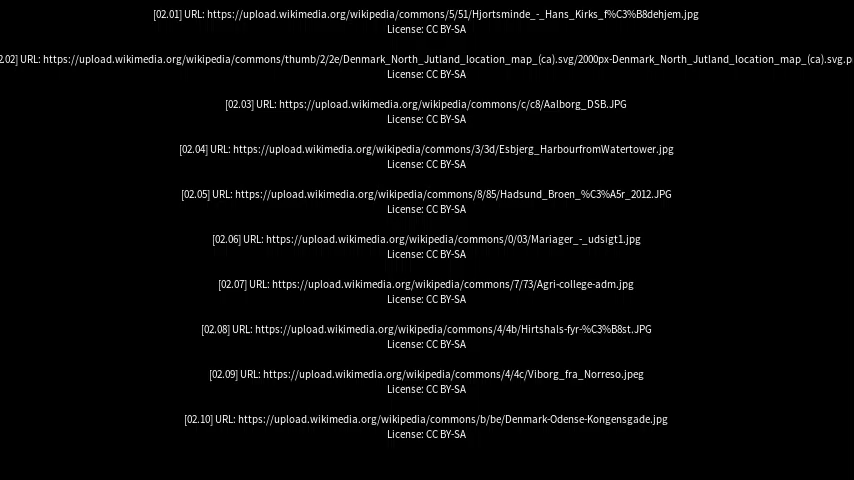 [02.01] URL: https://upload.wikimedia.org/wikipedia/commons/5/51/Hjortsminde_-_Hans_Kirks_f%C3%B8dehjem.jpg
License: CC BY-SA
2.02] URL: https://upload.wikimedia.org/wikipedia/commons/thumb/2/2e/Denmark_North_Jutland_location_map_(ca).svg/2000px-Denmark_North_Jutland_location_map_(ca).svg.p
License: CC BY-SA
[02.03] URL: https://upload.wikimedia.org/wikipedia/commons/c/c8/Aalborg_DSB.JPG
License: CC BY-SA
[02.04] URL: https://upload.wikimedia.org/wikipedia/commons/3/3d/Esbjerg_HarbourfromWatertower.jpg
License: CC BY-SA
[02.05] URL: https://upload.wikimedia.org/wikipedia/commons/8/85/Hadsund_Broen_%C3%A5r_2012.JPG
License: CC BY-SA
[02.06] URL: https://upload.wikimedia.org/wikipedia/commons/0/03/Mariager_-_udsigt1.jpg
License: CC BY-SA
[02.07] URL: https://upload.wikimedia.org/wikipedia/commons/7/73/Agri-college-adm.jpg
License: CC BY-SA
[02.08] URL: https://upload.wikimedia.org/wikipedia/commons/4/4b/Hirtshals-fyr-%C3%B8st.JPG
License: CC BY-SA
[02.09] URL: https://upload.wikimedia.org/wikipedia/commons/4/4c/Viborg_fra_Norreso.jpeg
License: CC BY-SA
[02.10] URL: https://upload.wikimedia.org/wikipedia/commons/b/be/Denmark-Odense-Kongensgade.jpg
License: CC BY-SA